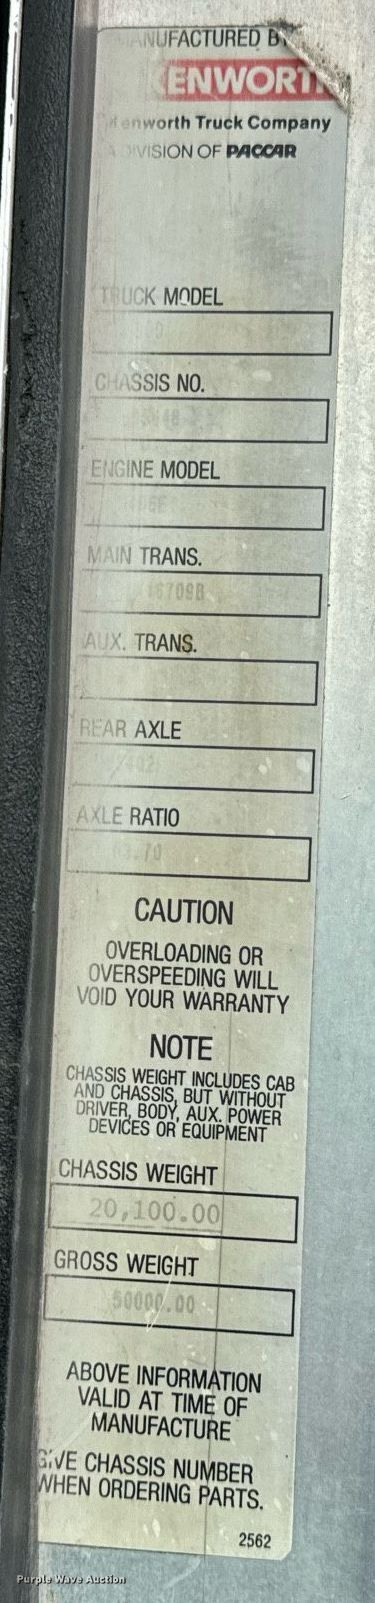 MANUFACTURED BY
KENWORTH
Kenworth Truck Company
A DIVISION OF PACCAR
TRUCK MODEL
CHASSIS NO.
ENGINE MODEL
MAIN TRANS.
16709B
AUX. TRANS.
REAR AXLE
AXLE RATIO
CAUTION
OVERLOADING OR
OVERSPEEDING WILL
VOID YOUR WARRANTY
NOTE
CHASSIS WEIGHT INCLUDES CAB
AND CHASSIS, BUT WITHOUT
DRIVER, BODY, AUX. POWER
DEVICES OR EQUIPMENT
CHASSIS WEIGHT
20,100.00
GROSS WEIGHT
50000.00
ABOVE INFORMATION
VALID AT TIME OF
MANUFACTURE
GIVE CHASSIS NUMBER
WHEN ORDERING PARTS.
2562
Purple Wave Auction